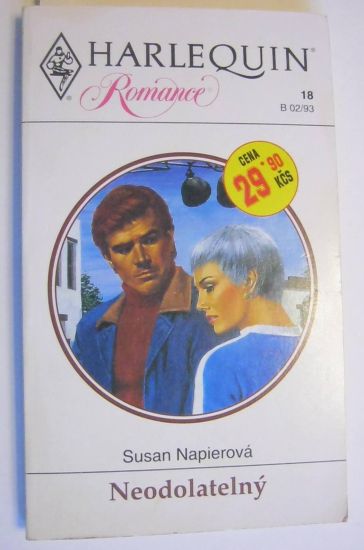 HARLEQUIN®
Romance®
18
B 02/93
CENA
29·90
KČS
Susan Napierová
Neodolatelný